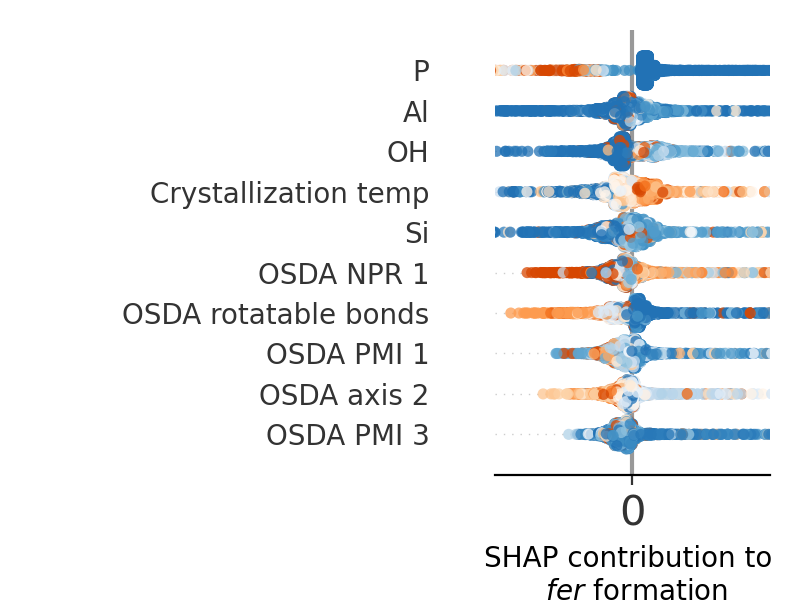 P
Al
OH
Crystallization temp
Si
OSDA NPR 1
OSDA rotatable bonds
OSDA PMI 1
OSDA axis 2
OSDA PMI 3
0
SHAP contribution to
fer formation